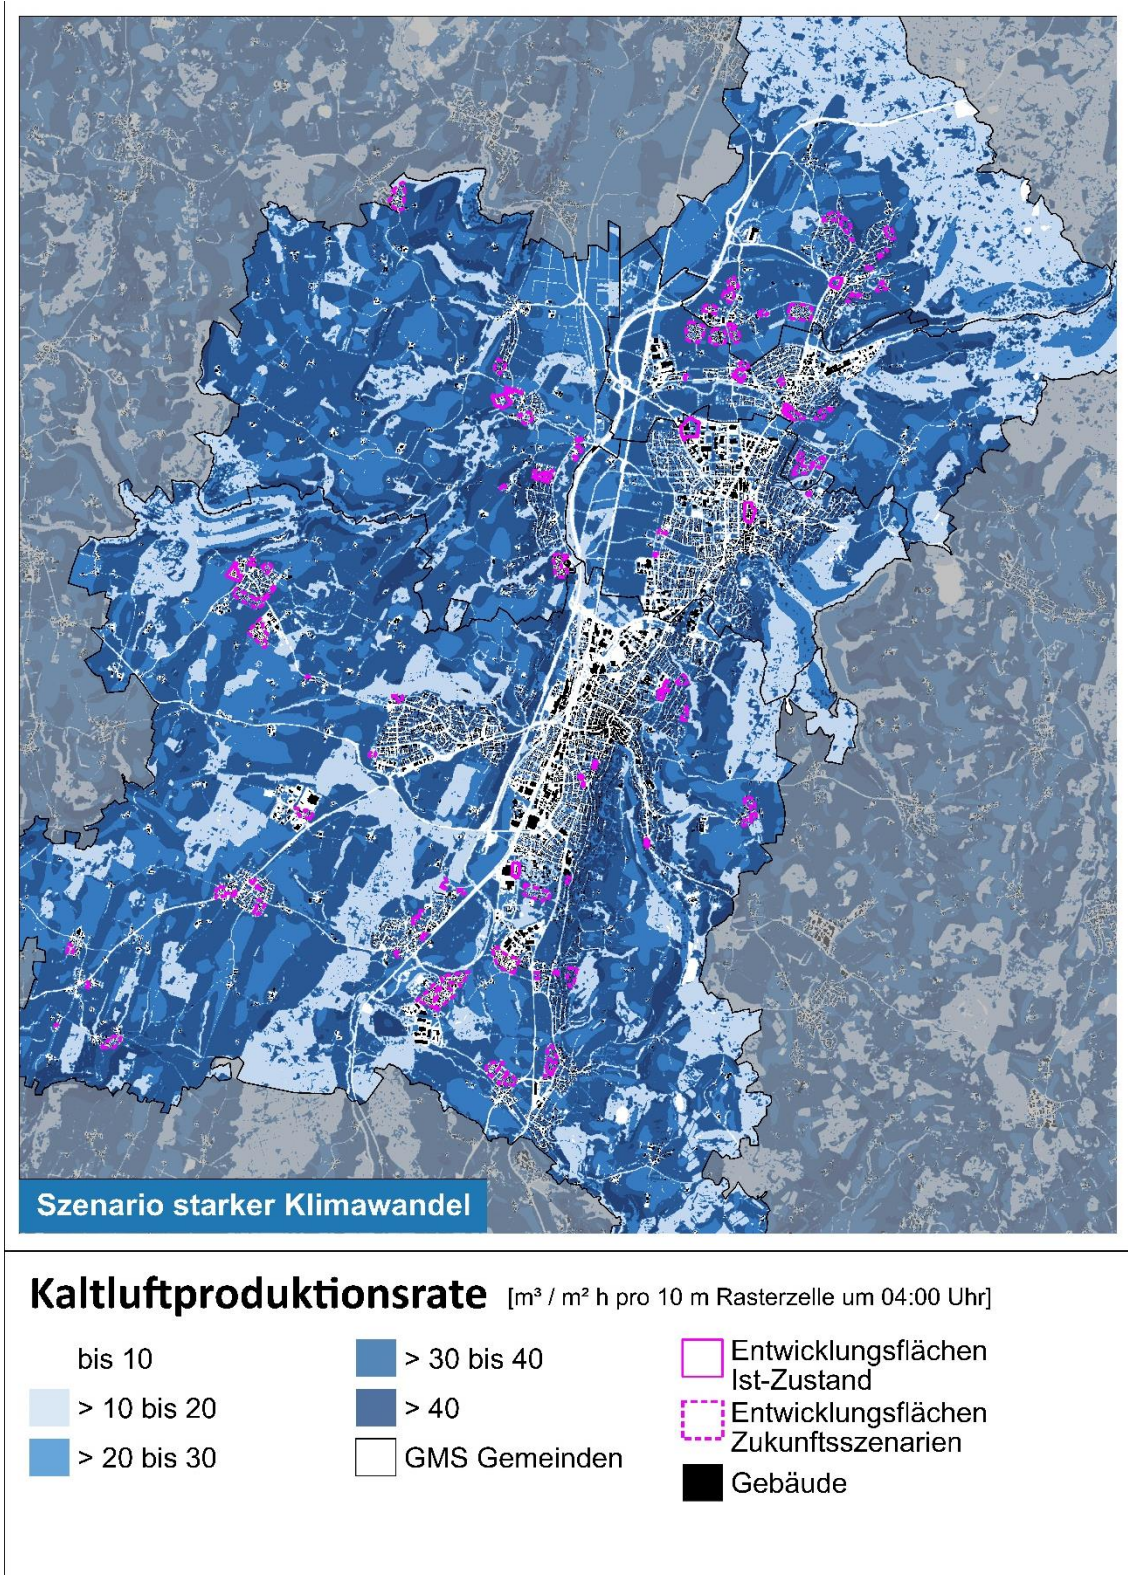 Szenario starker Klimawandel
Kaltluftproduktionsrate [m³ / m² h pro 10 m Rasterzelle um 04:00 Uhr]
bis 10
> 10 bis 20
> 20 bis 30
> 30 bis 40
> 40
GMS Gemeinden
Entwicklungsflächen
Ist-Zustand
Entwicklungsflächen
Zukunftsszenarien
Gebäude